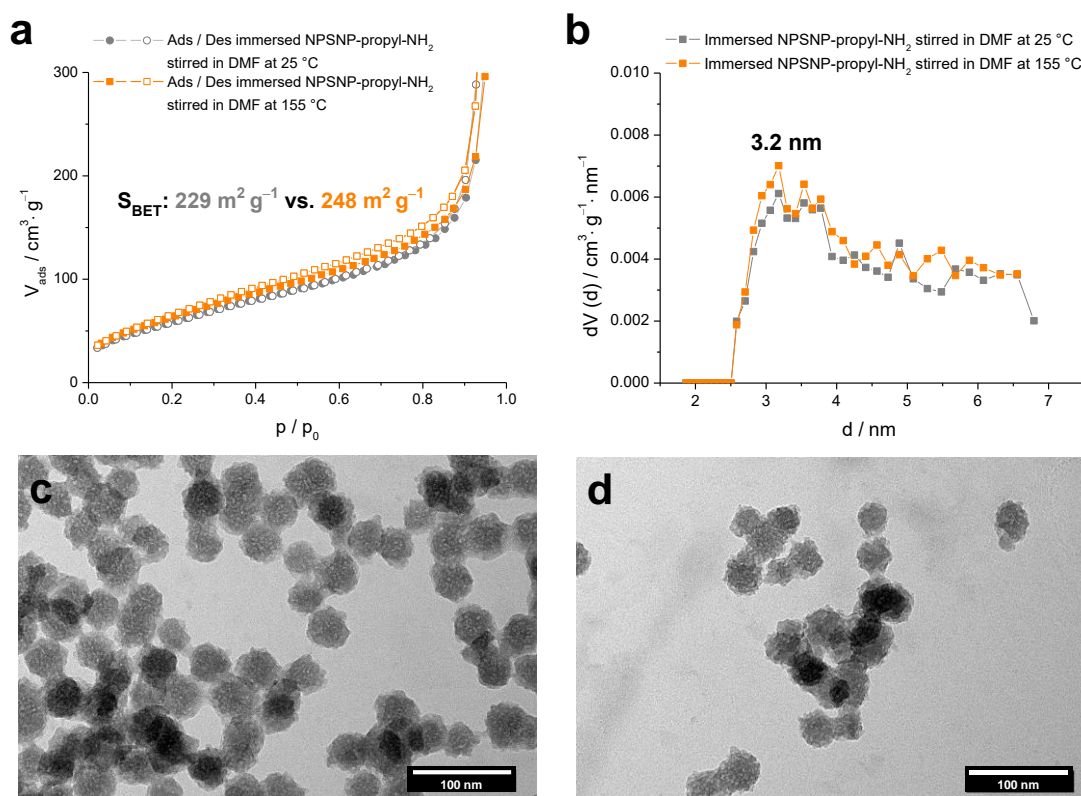 a
Ads / Des immersed NPSNP-propyl-NH₂
stirred in DMF at 25 °C
Ads / Des immersed NPSNP-propyl-NH₂
stirred in DMF at 155 °C
300
200
100
0
S_BET: 229 m² g⁻¹ vs. 248 m² g⁻¹
V_ads / cm³· g⁻¹
0.0 0.2 0.4 0.6 0.8 1.0
p / p₀
b
Immersed NPSNP-propyl-NH₂ stirred in DMF at 25 °C
Immersed NPSNP-propyl-NH₂ stirred in DMF at 155 °C
0.010
0.008
0.006
0.004
0.002
0.000
3.2 nm
dV (d) / cm³· g⁻¹· nm⁻¹
2 3 4 5 6 7
d / nm
c
100 nm
d
100 nm